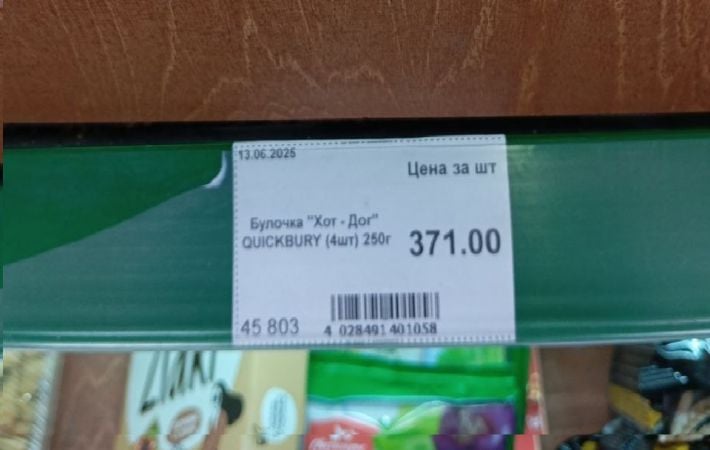 13.06.2025
Цена за шт
Булочка "Хот - Дог"
QUICKBURY (4шт) 250г
371.00
45 803
4 028491 401058